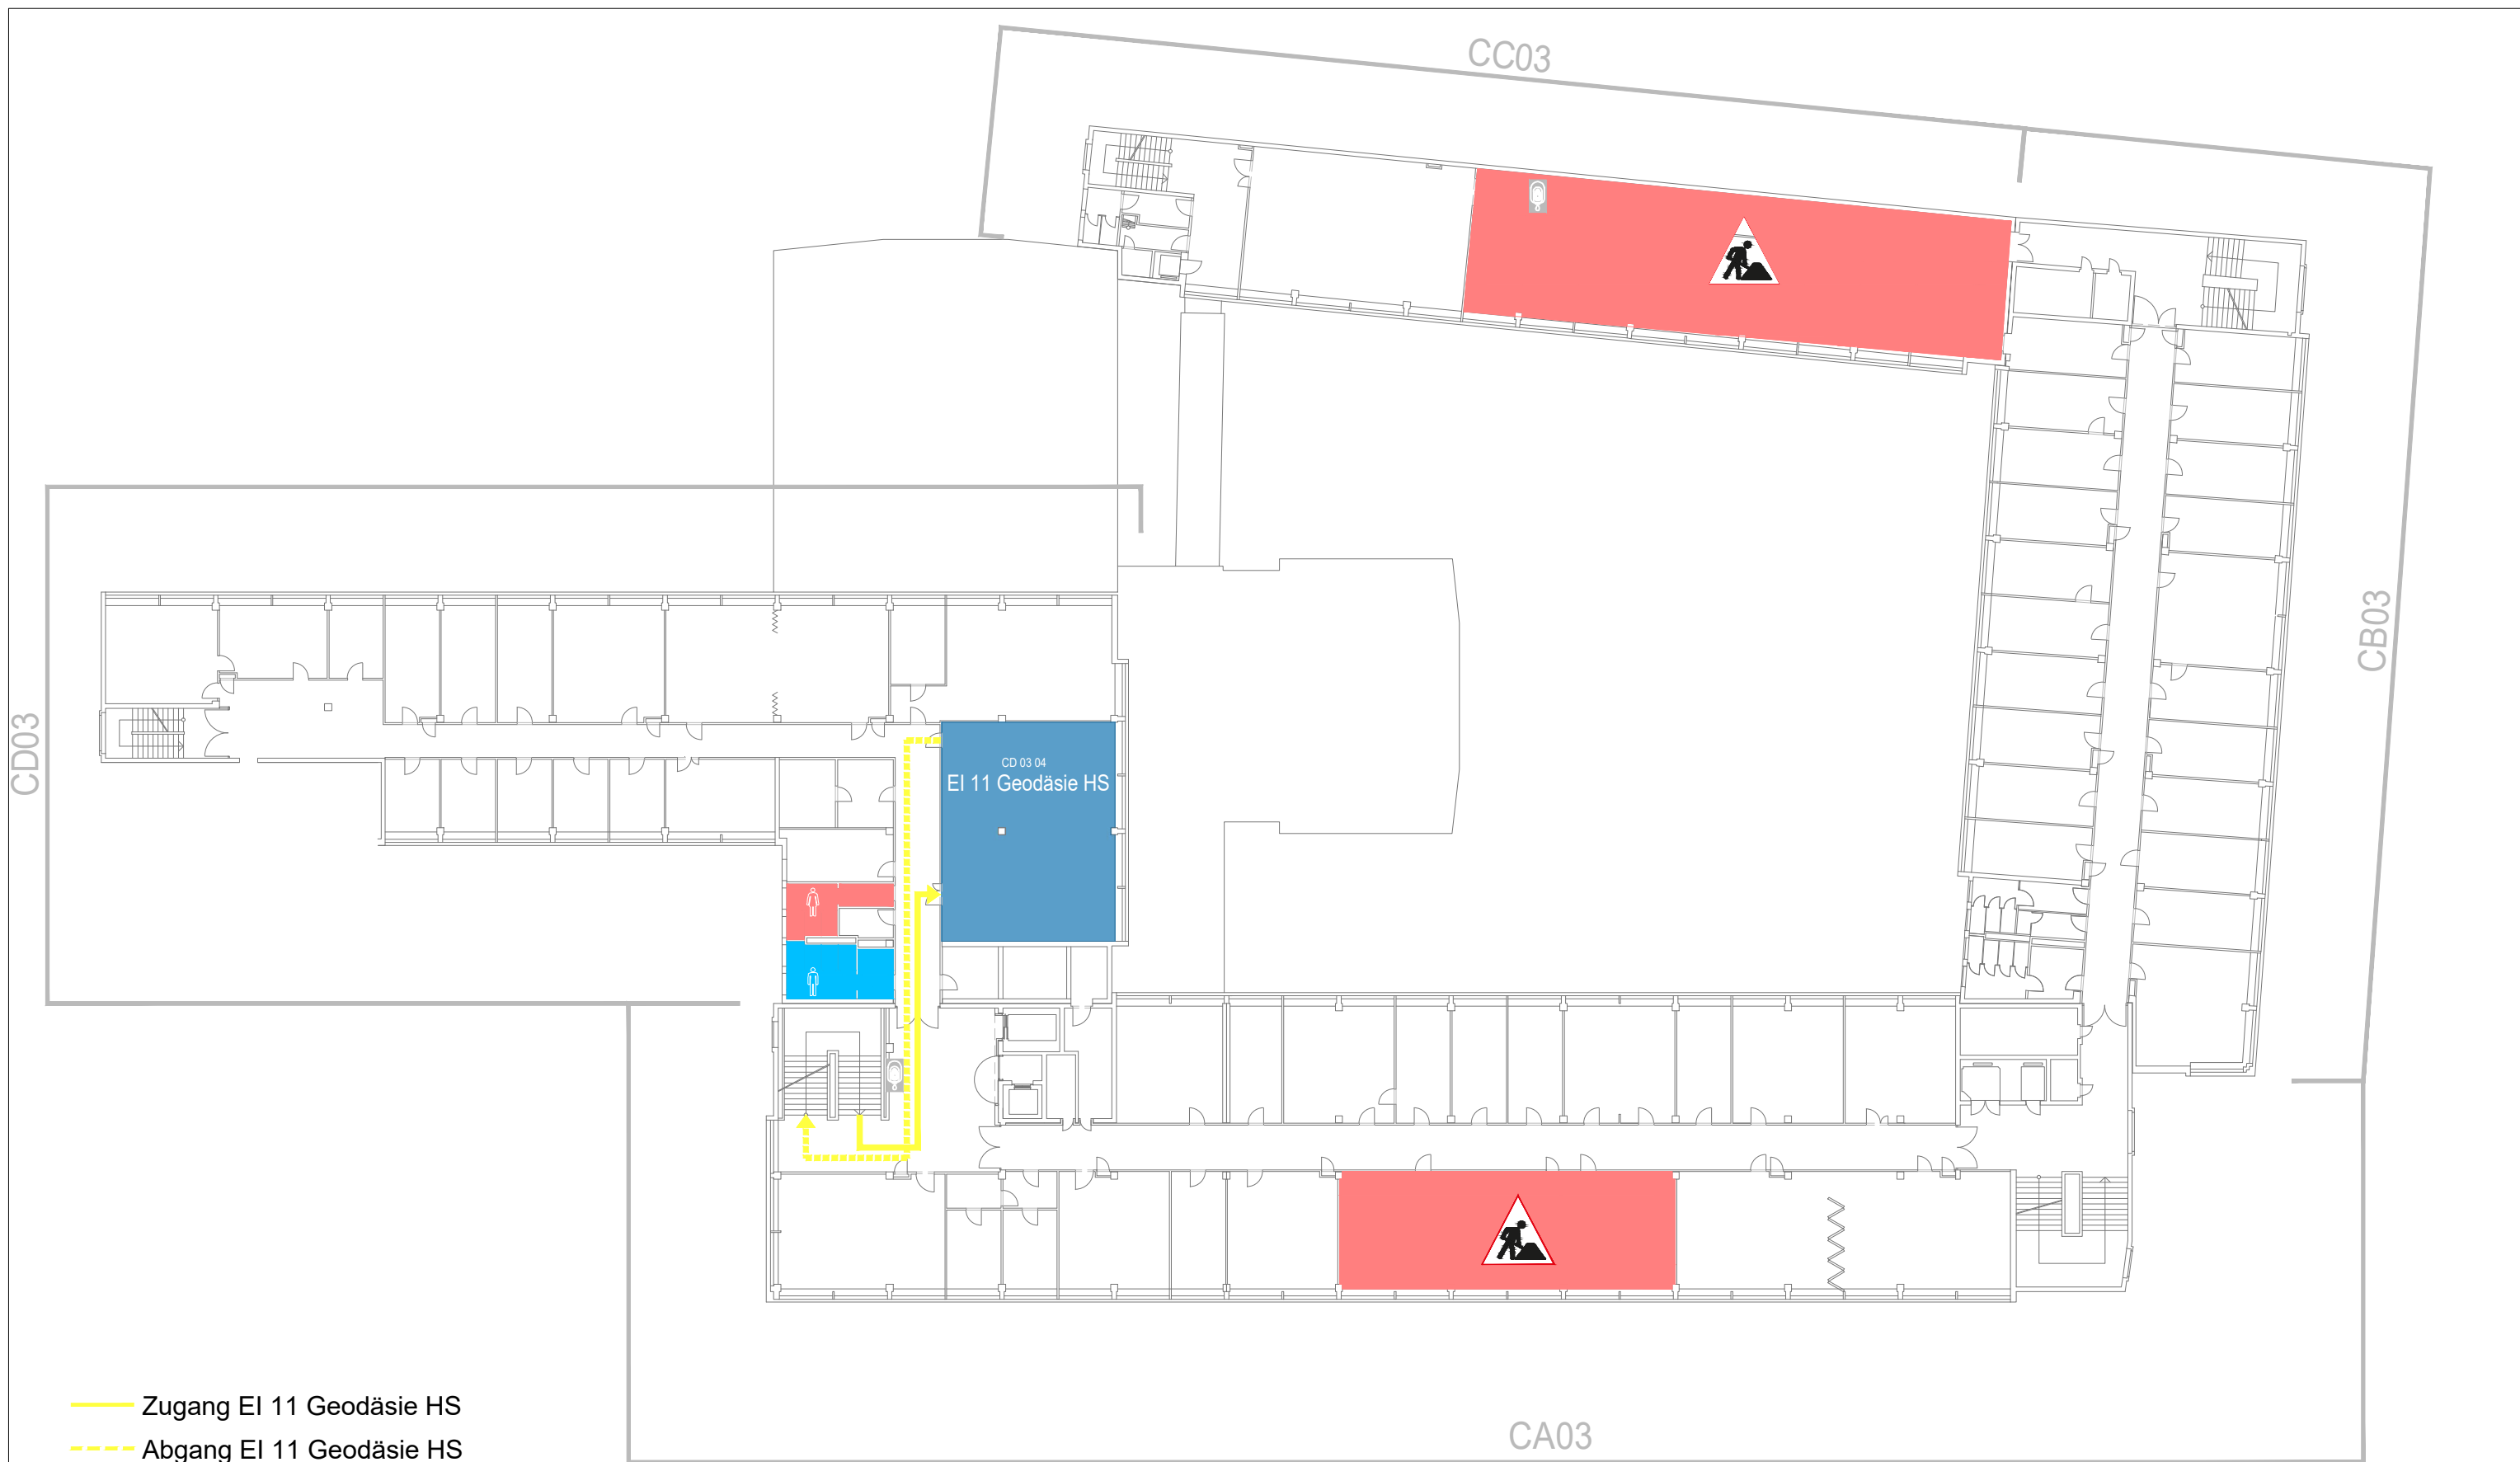 CC03
CB03
CD03
CD 03 04
EI 11 Geodäsie HS
CA03
Zugang EI 11 Geodäsie HS
Abgang EI 11 Geodäsie HS